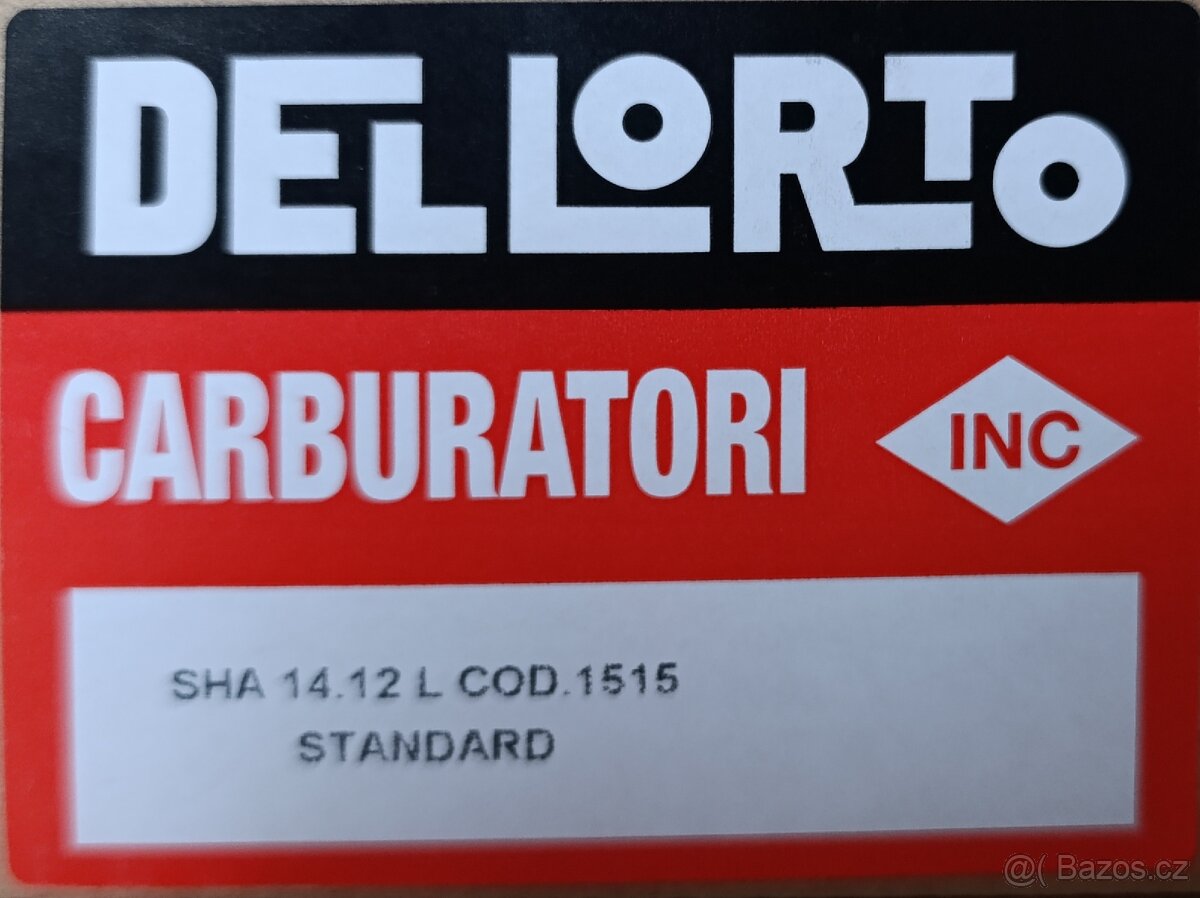 DELLORTO
CARBURATORI
INC
SHA 14.12 L COD.1515
STANDARD
@( Bazos.cz